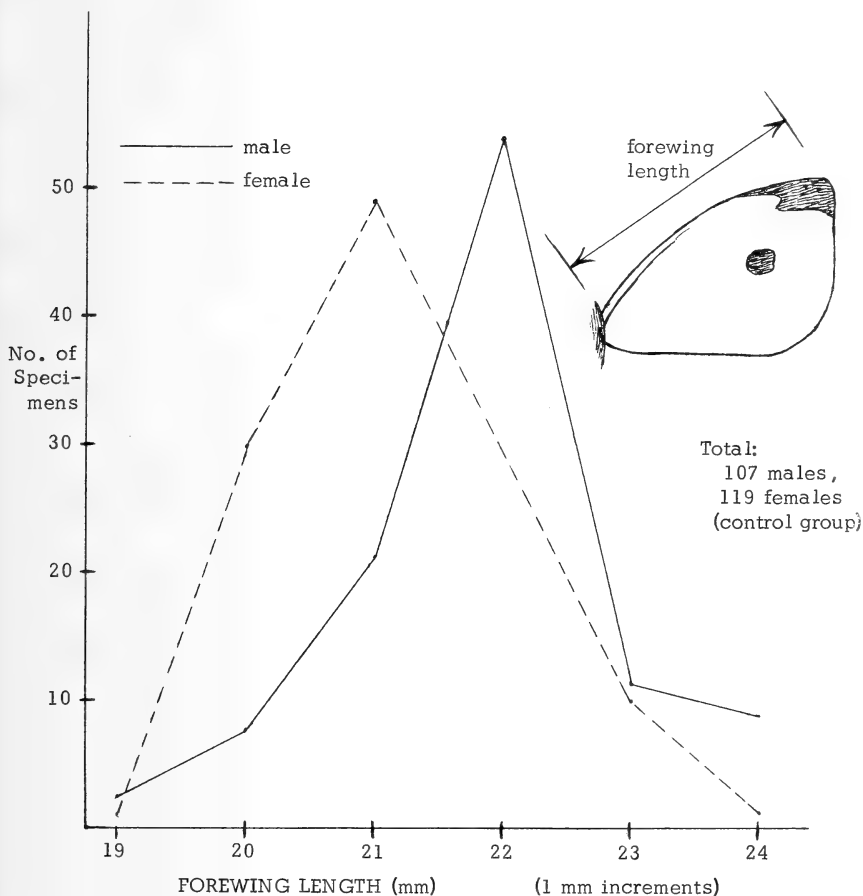 male
female
forewing
length
50
40
No. of
Speci-
mens
30
Total:
107 males,
119 females
(control group)
20
10
19 20 21 22 23 24
FOREWING LENGTH (mm) (1 mm increments)